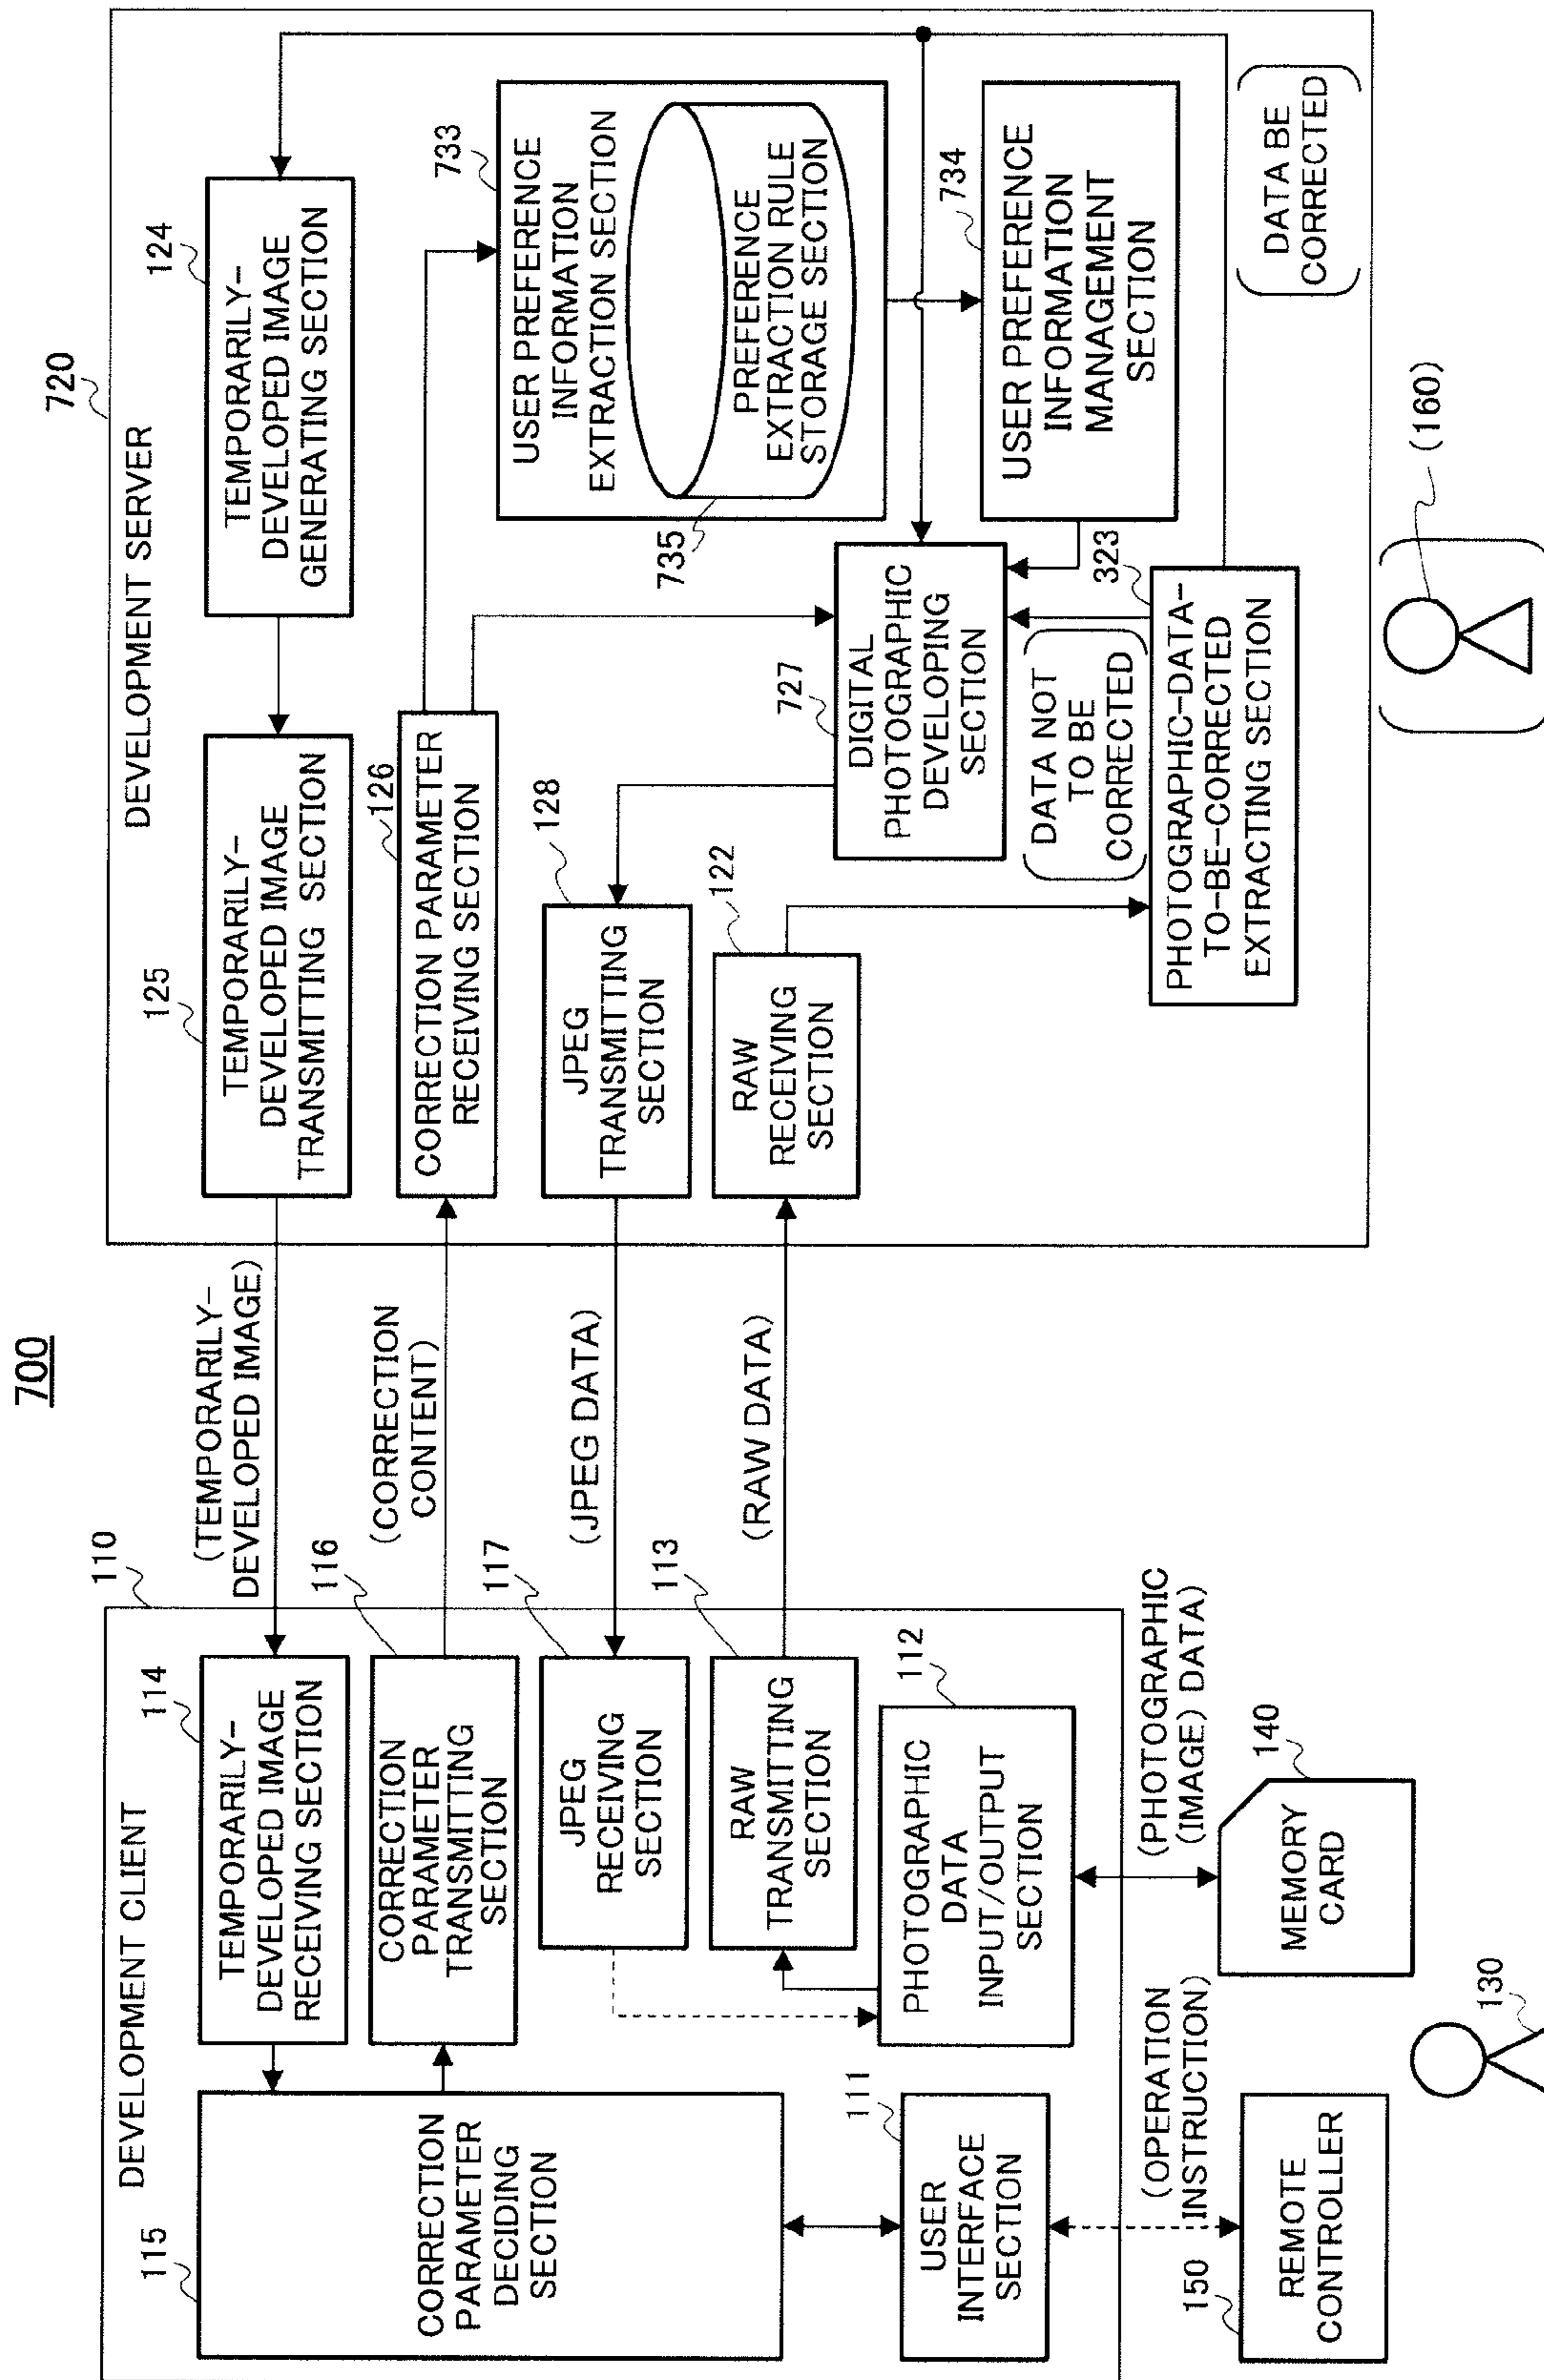 700
DEVELOPMENT CLIENT
110
115
CORRECTION
PARAMETER
DECIDING
SECTION
114
TEMPORARILY-
DEVELOPED IMAGE
RECEIVING SECTION
116
CORRECTION
PARAMETER
TRANSMITTING
SECTION
117
JPEG
RECEIVING
SECTION
113
RAW
TRANSMITTING
SECTION
112
PHOTOGRAPHIC
DATA
INPUT/OUTPUT
SECTION
111
USER
INTERFACE
SECTION
(OPERATION
INSTRUCTION)
150
REMOTE
CONTROLLER
130
(PHOTOGRAPHIC
(IMAGE) DATA)
140
MEMORY
CARD
(TEMPORARILY-
DEVELOPED IMAGE)
(CORRECTION
CONTENT)
(JPEG DATA)
(RAW DATA)
720
DEVELOPMENT SERVER
125
TEMPORARILY-
DEVELOPED IMAGE
TRANSMITTING SECTION
124
TEMPORARILY-
DEVELOPED IMAGE
GENERATING SECTION
126
CORRECTION PARAMETER
RECEIVING SECTION
128
JPEG
TRANSMITTING
SECTION
122
RAW
RECEIVING
SECTION
733
USER PREFERENCE
INFORMATION
EXTRACTION SECTION
735
PREFERENCE
EXTRACTION RULE
STORAGE SECTION
734
USER PREFERENCE
INFORMATION
MANAGEMENT
SECTION
727
DIGITAL
PHOTOGRAPHIC
DEVELOPING
SECTION
(DATA NOT
TO BE
CORRECTED)
323
PHOTOGRAPHIC-DATA-
TO-BE-CORRECTED
EXTRACTING SECTION
(DATA BE
CORRECTED)
(160)